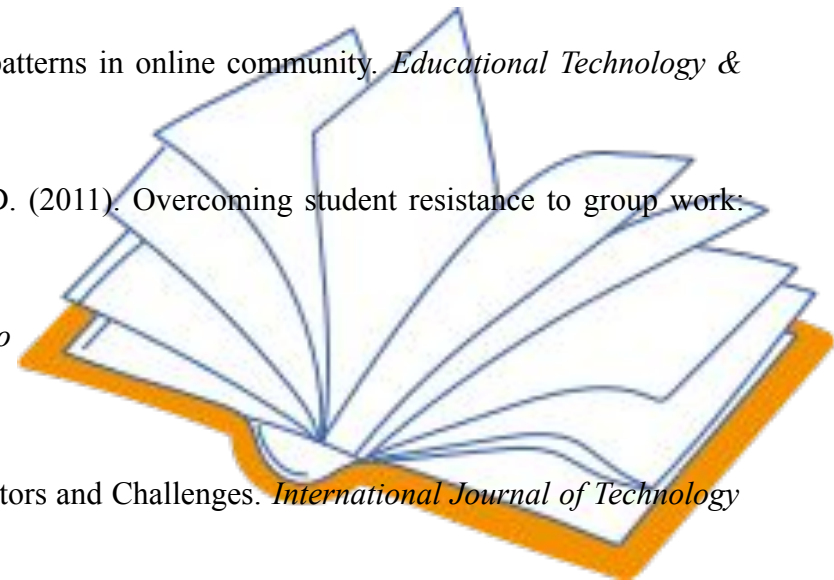 patterns in online community. Educational Technology &
D. (2011). Overcoming student resistance to group work:
o
tors and Challenges. International Journal of Technology